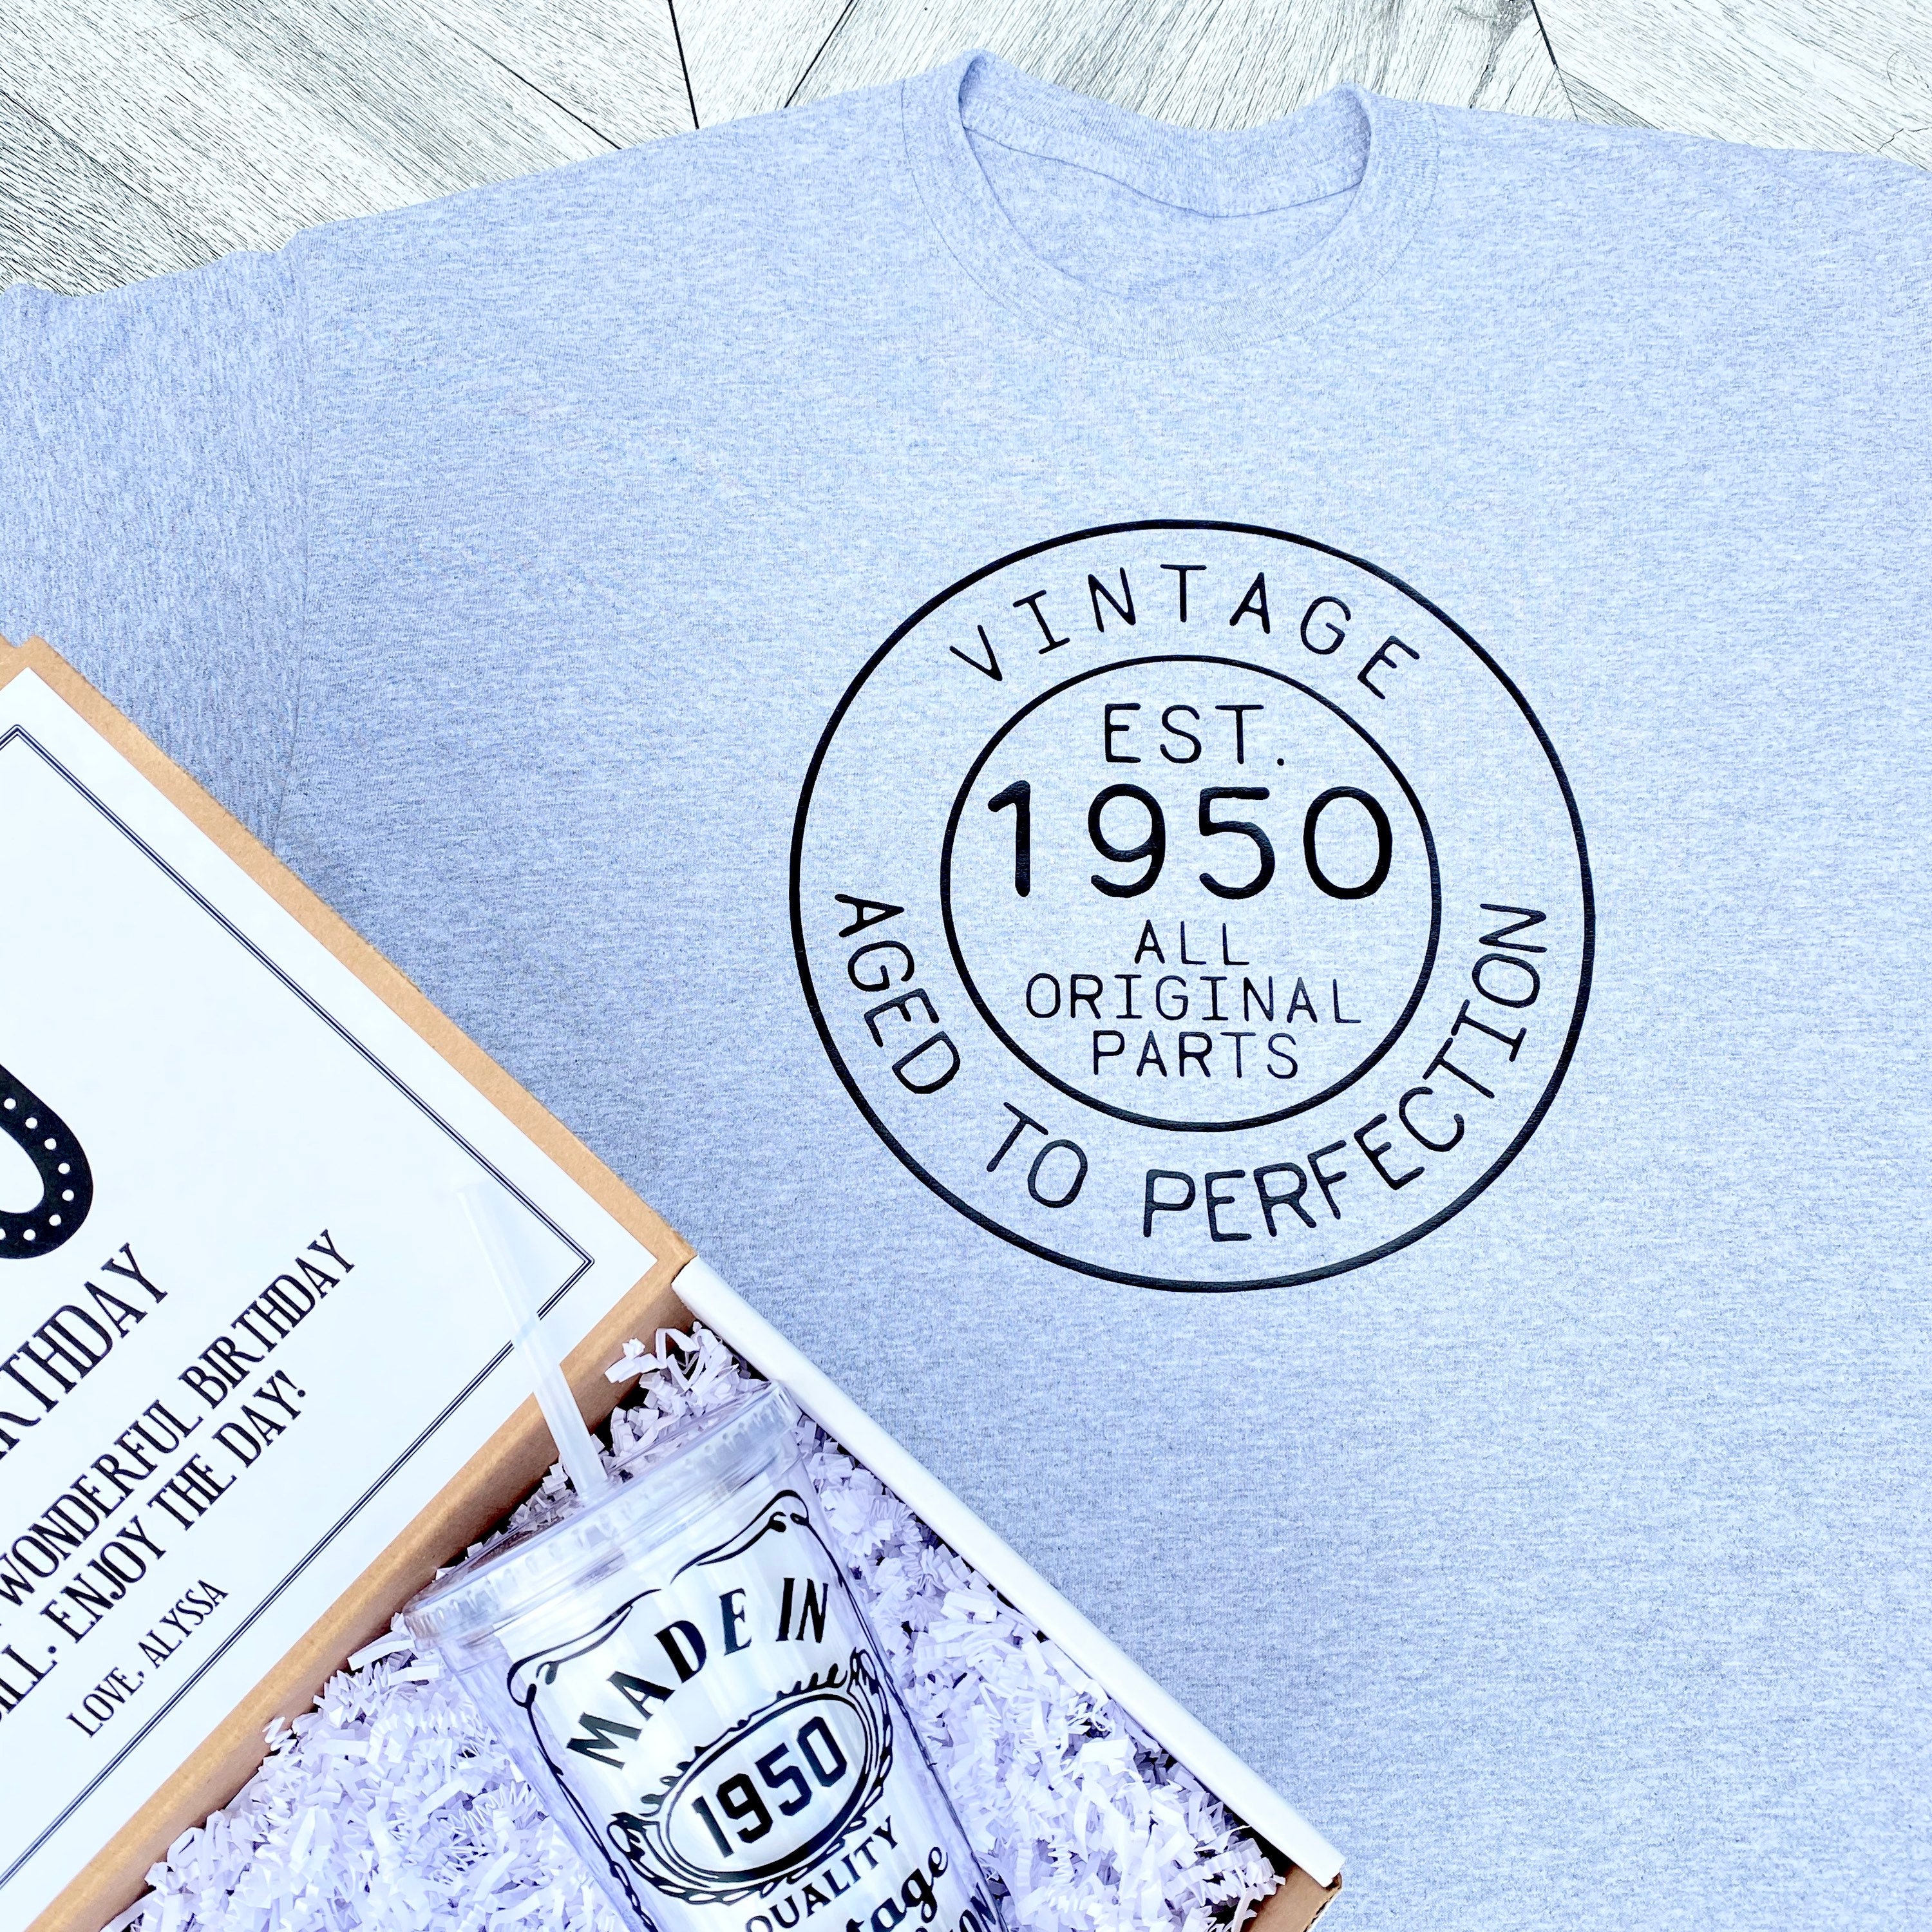 VINTAGE
EST.
1950
ALL
ORIGINAL
PARTS
AGED TO PERFECTION
WONDERFUL BIRTHDAY
ENJOY THE DAY!
LOVE, ALYSSA
MADE IN
1950
QUALITY